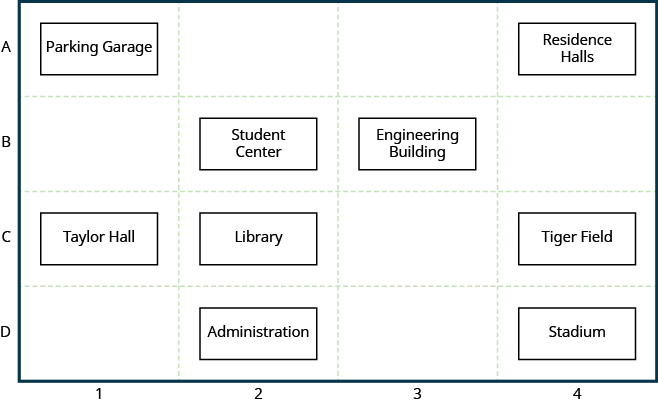 A
Parking Garage
Residence
Halls
B
Student
Center
Engineering
Building
C
Taylor Hall
Library
Tiger Field
D
Administration
Stadium
1
2
3
4